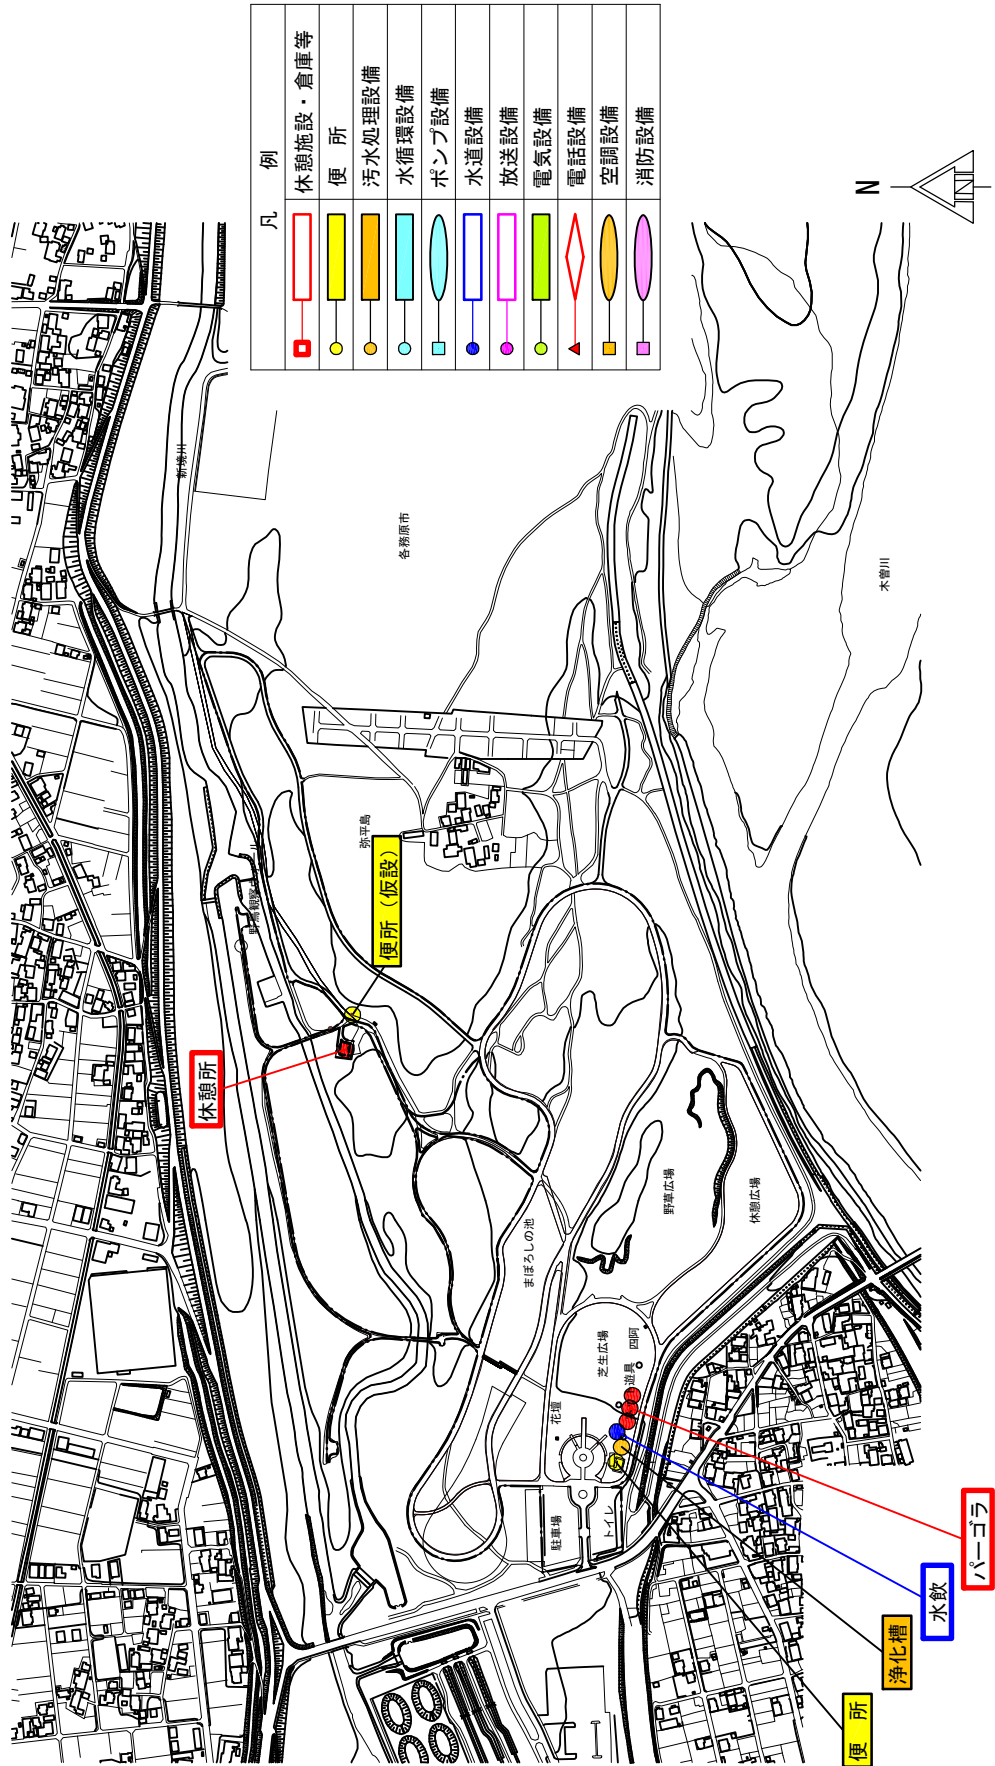 凡　例
休憩施設・倉庫等
便　所
汚水処理設備
水循環設備
ポンプ設備
水道設備
放送設備
電気設備
電話設備
空調設備
消防設備
N
新境川
各務原市
木曽川
弥平島
便所（仮設）
休憩所
まぼろしの池
野草広場
休憩広場
芝生広場
四阿
遊具
花壇
駐車場
トイレ
パーゴラ
水飲
浄化槽
便　所